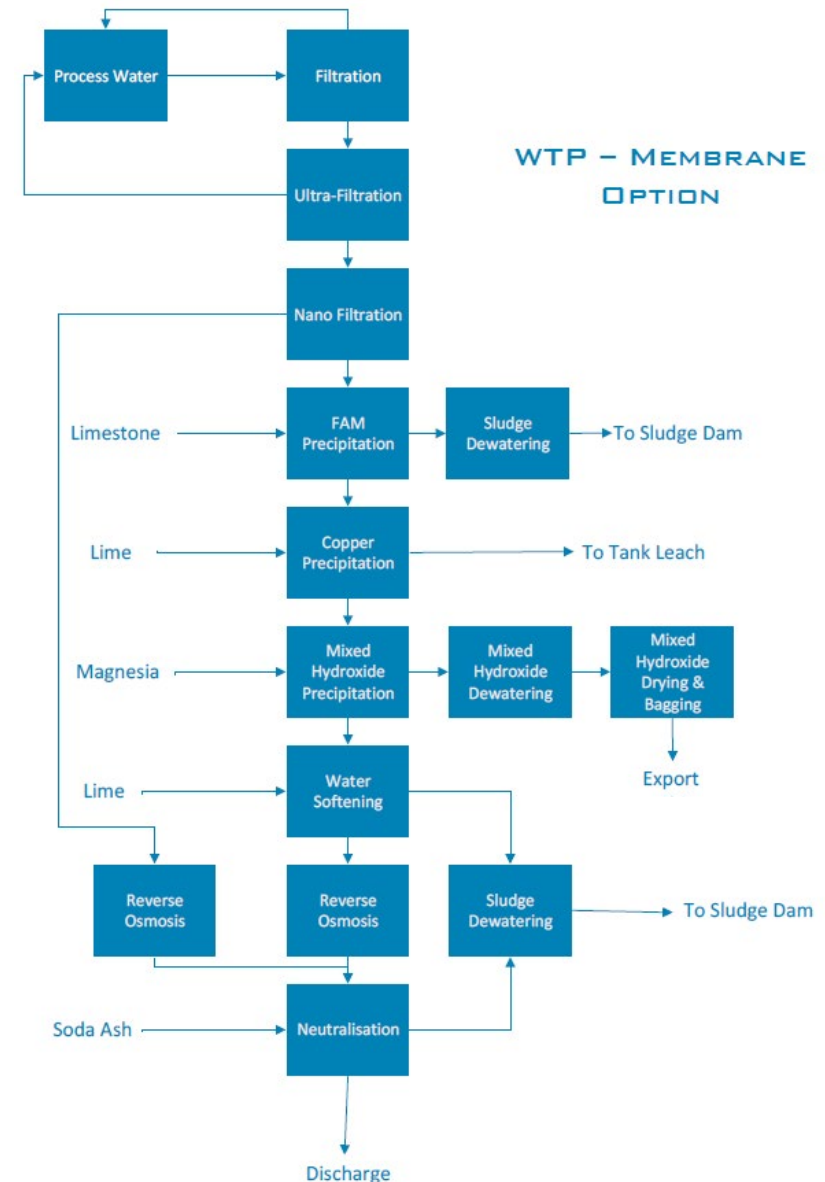 Process Water
Filtration
WTP – Membrane
Option
Ultra-Filtration
Nano Filtration
Limestone
FAM
Precipitation
Sludge
Dewatering
To Sludge Dam
Lime
Copper
Precipitation
To Tank Leach
Magnesia
Mixed
Hydroxide
Precipitation
Mixed
Hydroxide
Dewatering
Mixed
Hydroxide
Drying &
Bagging
Export
Lime
Water
Softening
Reverse
Osmosis
Reverse
Osmosis
Sludge
Dewatering
To Sludge Dam
Soda Ash
Neutralisation
Discharge